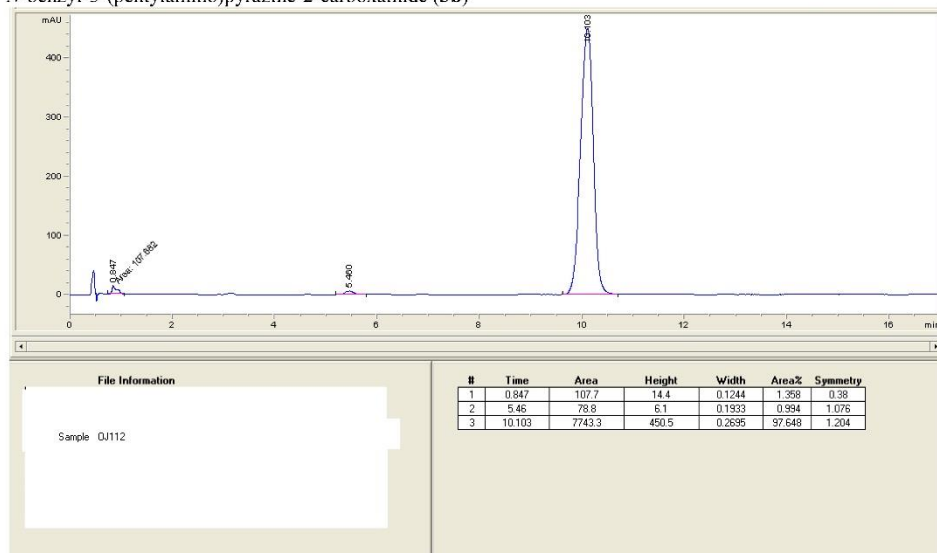 N-benzyl-3-(pentylamino)pyrazine-2-carboxamide (3b)
mAU
400
300
200
100
0
0.847
Area: 107.682
5.460
10.103
0 2 4 6 8 10 12 14 16 min
File Information
Sample OJ112
# Time Area Height Width Area% Symmetry
1 0.847 107.7 14.4 0.1244 1.358 0.38
2 5.46 78.8 6.1 0.1933 0.994 1.076
3 10.103 7743.3 450.5 0.2695 97.648 1.204